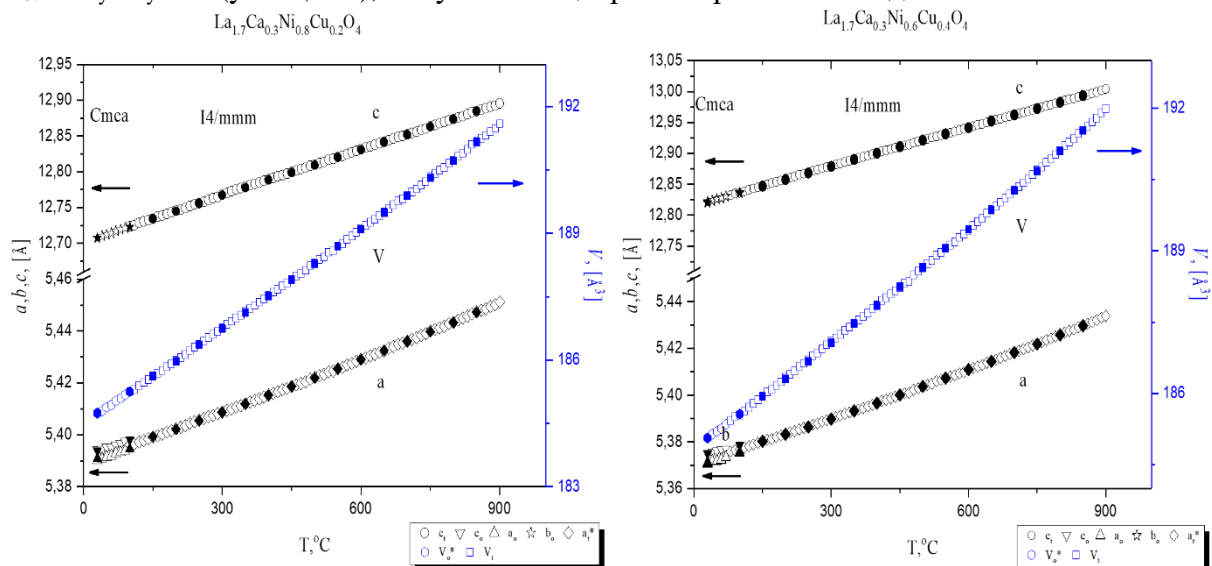 La1.7Ca0.3Ni0.8Cu0.2O4
12,95
12,90
12,85
12,80
12,75
12,70
5,46
5,44
5,42
5,40
5,38
a,b,c, [Å]
Cmca
I4/mmm
c
V
a
192
189
186
183
V, [Å3]
0
300
600
900
T,oC
ct co ao bo at*
Vo* Vt
La1.7Ca0.3Ni0.6Cu0.4O4
13,05
13,00
12,95
12,90
12,85
12,80
12,75
5,44
5,42
5,40
5,38
5,36
a,b,c, [Å]
Cmca
I4/mmm
c
V
b
a
192
189
186
V, [Å3]
0
300
600
900
T,oC
ct co ao bo at*
Vo* Vt